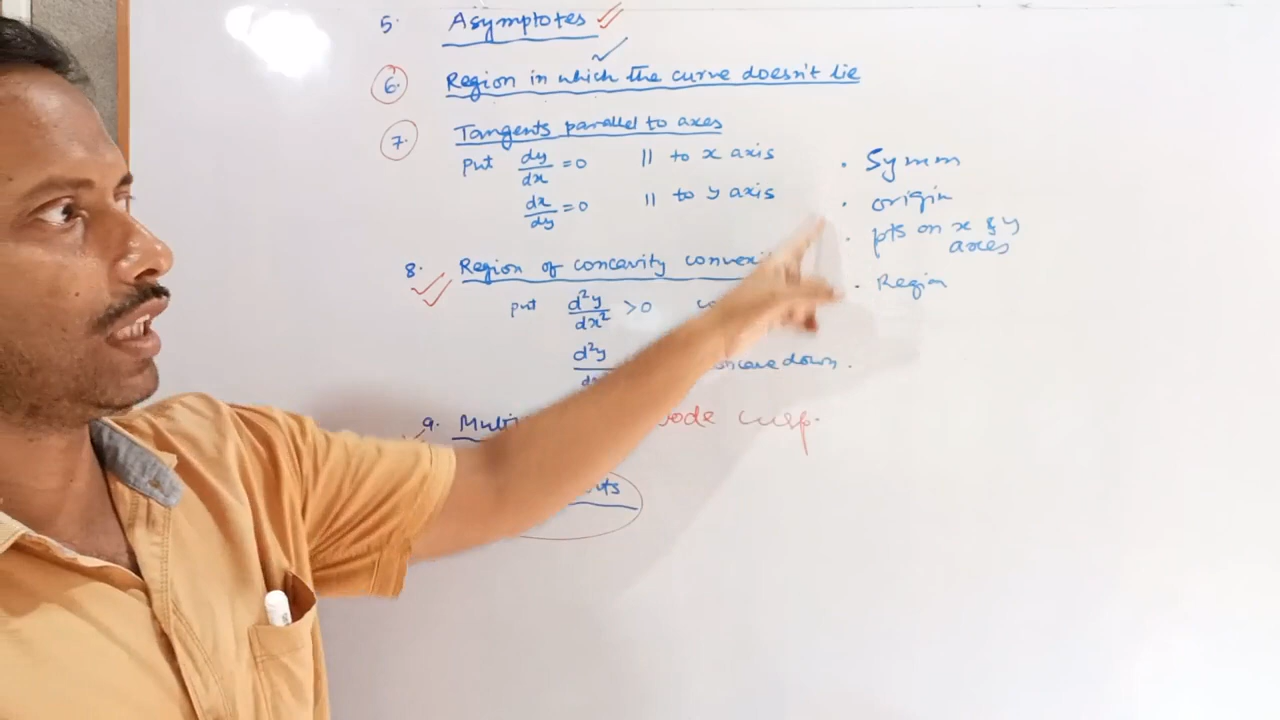 5. Asymptotes
6. Region in which the curve doesn't lie
7. Tangents parallel to axes
put dy/dx = 0 || to x axis
dx/dy = 0 || to y axis
8. Region of concavity
put d²y/dx² > 0
d²y
down.
9.
cusp.
• Symm
• origin
• pts on x & y
axes
• Region